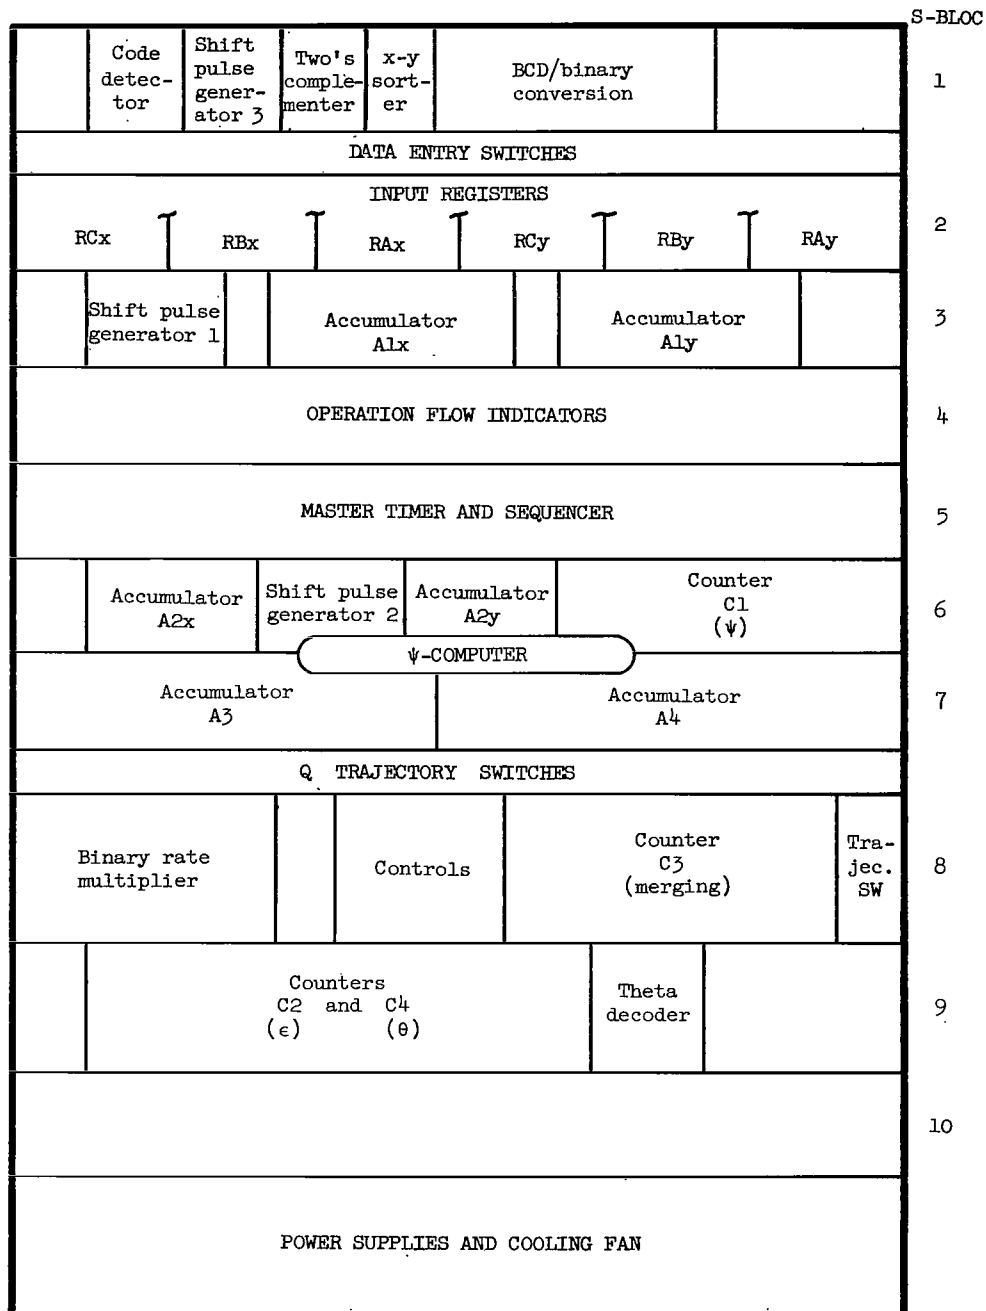 S-BLOC
Code
detec-
tor
Shift
pulse
gener-
ator 3
Two's
comple-
menter
x-y
sort-
er
BCD/binary
conversion
1
DATA ENTRY SWITCHES
INPUT REGISTERS
RCx
RBx
RAx
RCy
RBy
RAy
2
Shift pulse
generator 1
Accumulator
A1x
Accumulator
A1y
3
OPERATION FLOW INDICATORS
4
MASTER TIMER AND SEQUENCER
5
Accumulator
A2x
Shift pulse
generator 2
Accumulator
A2y
Counter
C1
(ψ)
6
ψ-COMPUTER
Accumulator
A3
Accumulator
A4
7
Q TRAJECTORY SWITCHES
Binary rate
multiplier
Controls
Counter
C3
(merging)
Tra-
jec.
SW
8
Counters
C2 and C4
(ϵ) (θ)
Theta
decoder
9
10
POWER SUPPLIES AND COOLING FAN